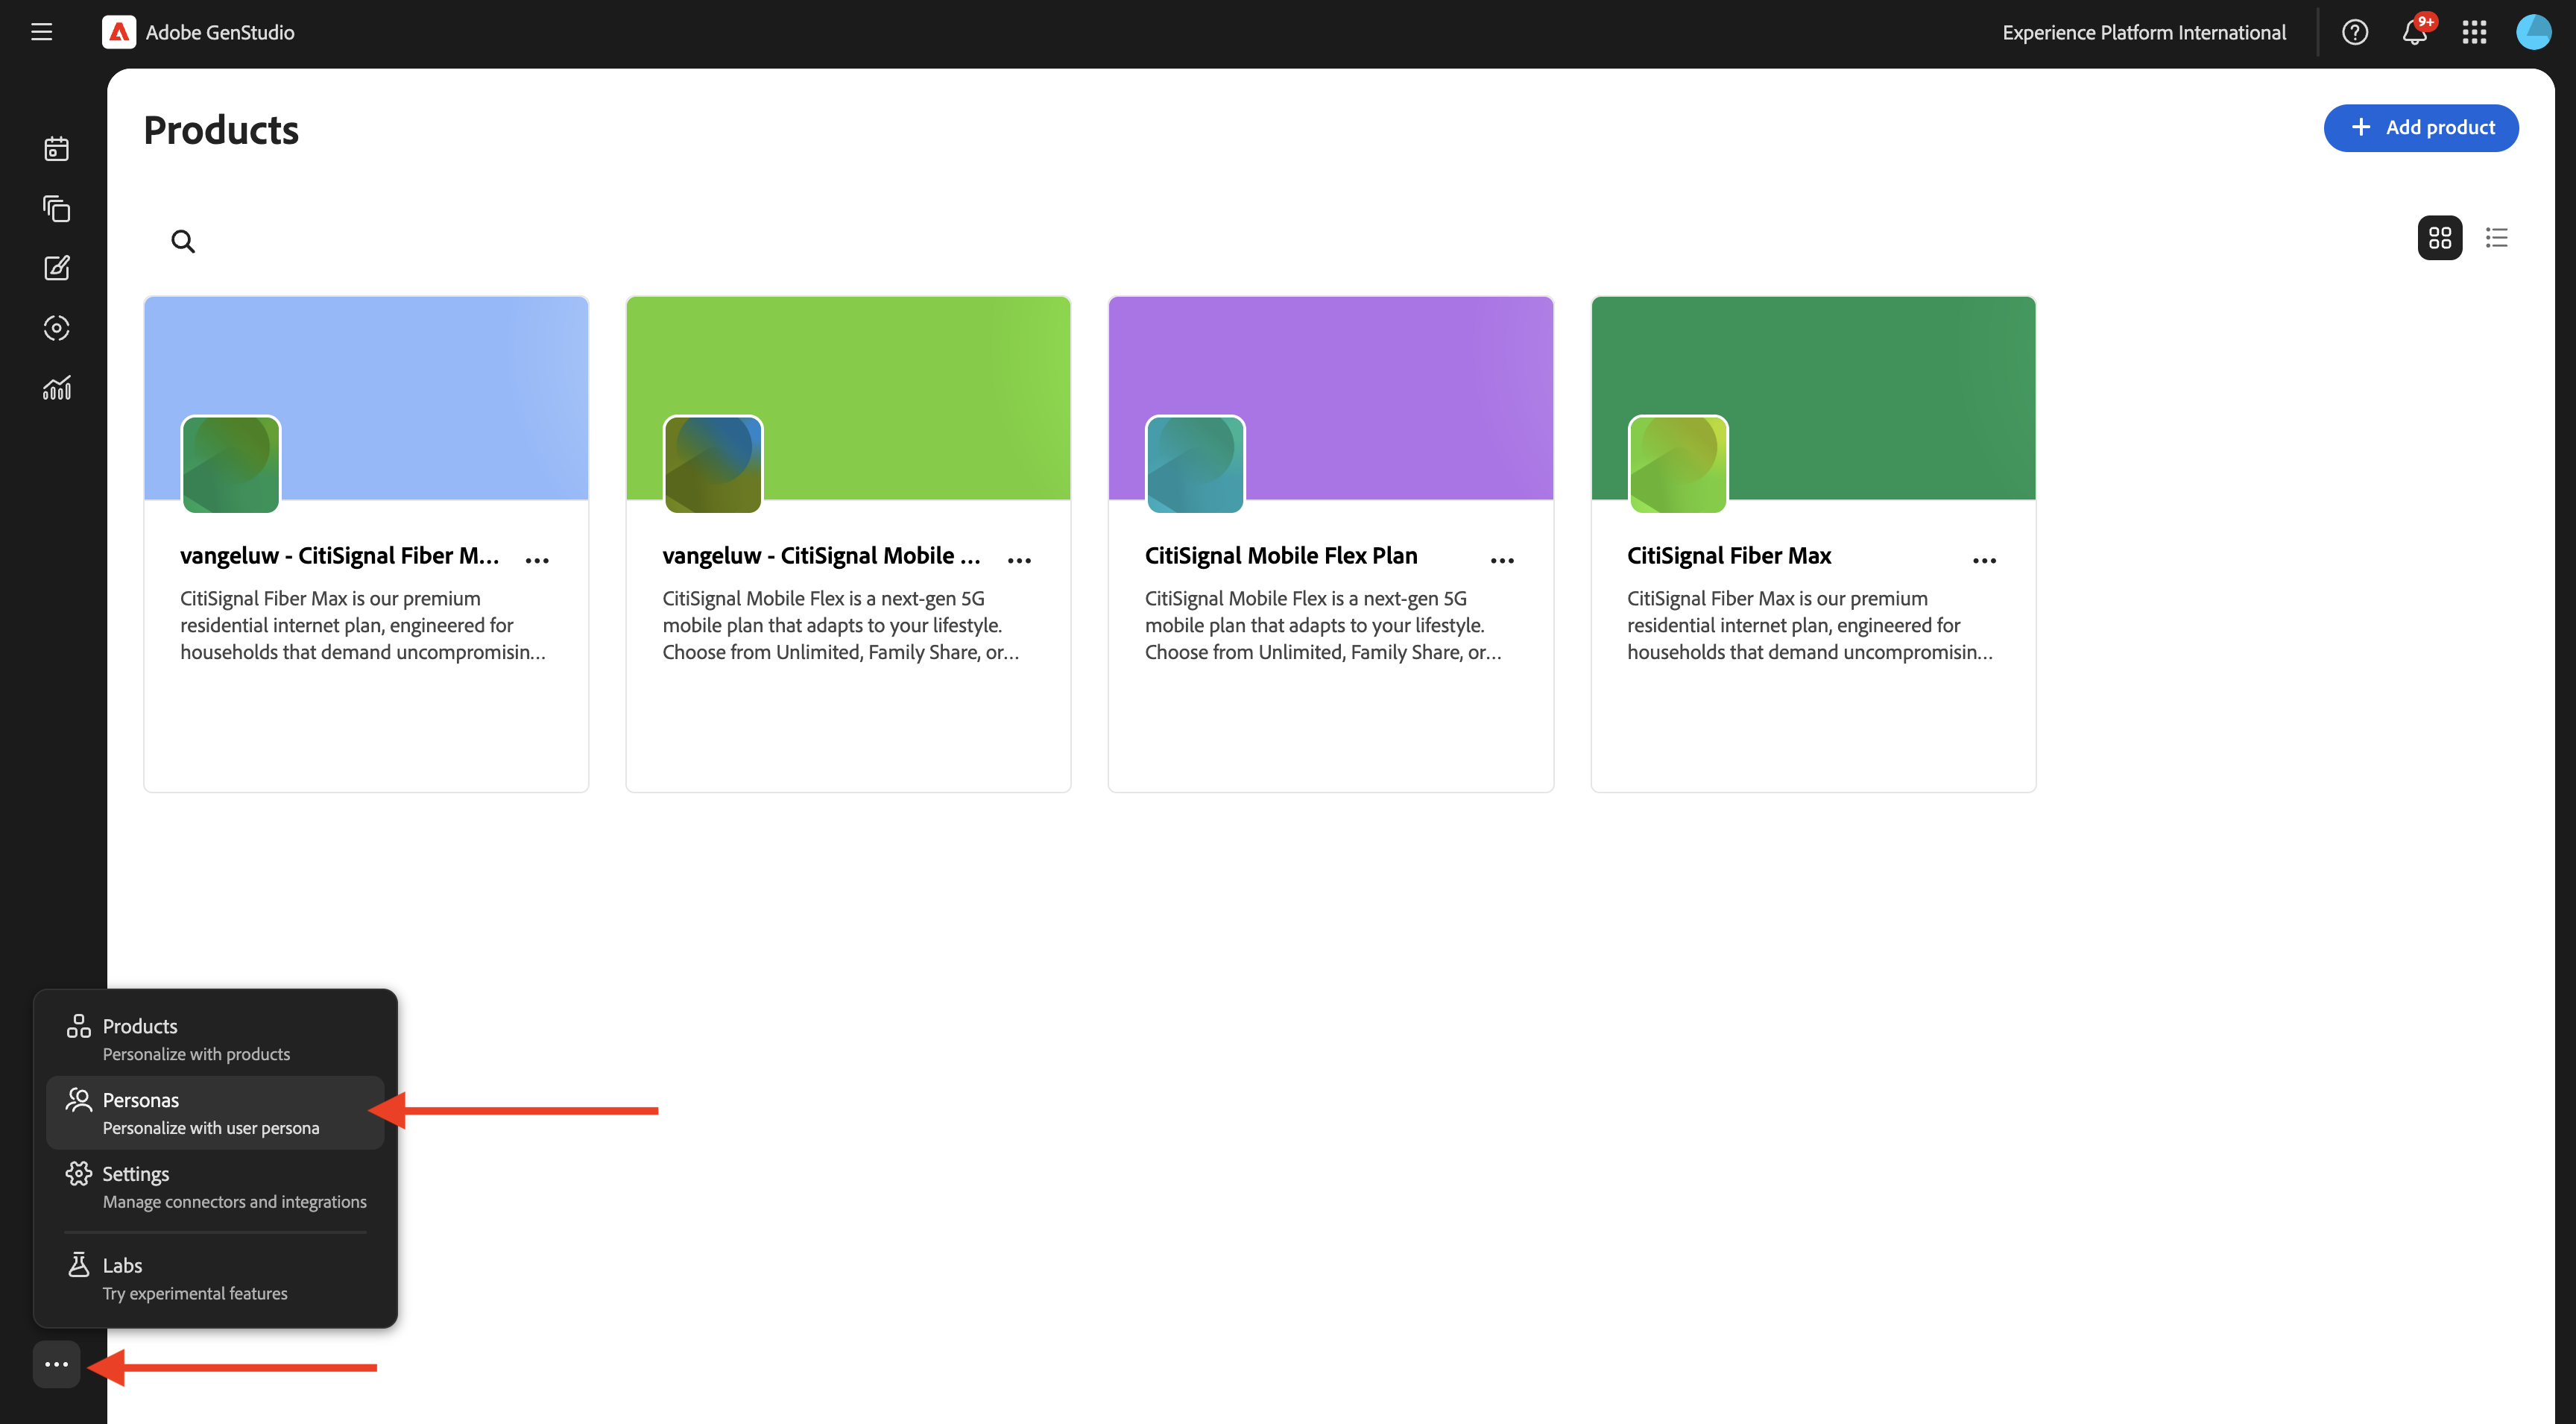 Adobe GenStudio
Experience Platform International
9+
Products
Add product
vangeluw - CitiSignal Fiber M...
CitiSignal Fiber Max is our premium
residential internet plan, engineered for
households that demand uncompromisin...
vangeluw - CitiSignal Mobile ...
CitiSignal Mobile Flex is a next-gen 5G
mobile plan that adapts to your lifestyle.
Choose from Unlimited, Family Share, or...
CitiSignal Mobile Flex Plan
CitiSignal Mobile Flex is a next-gen 5G
mobile plan that adapts to your lifestyle.
Choose from Unlimited, Family Share, or...
CitiSignal Fiber Max
CitiSignal Fiber Max is our premium
residential internet plan, engineered for
households that demand uncompromisin...
Products
Personalize with products
Personas
Personalize with user persona
Settings
Manage connectors and integrations
Labs
Try experimental features